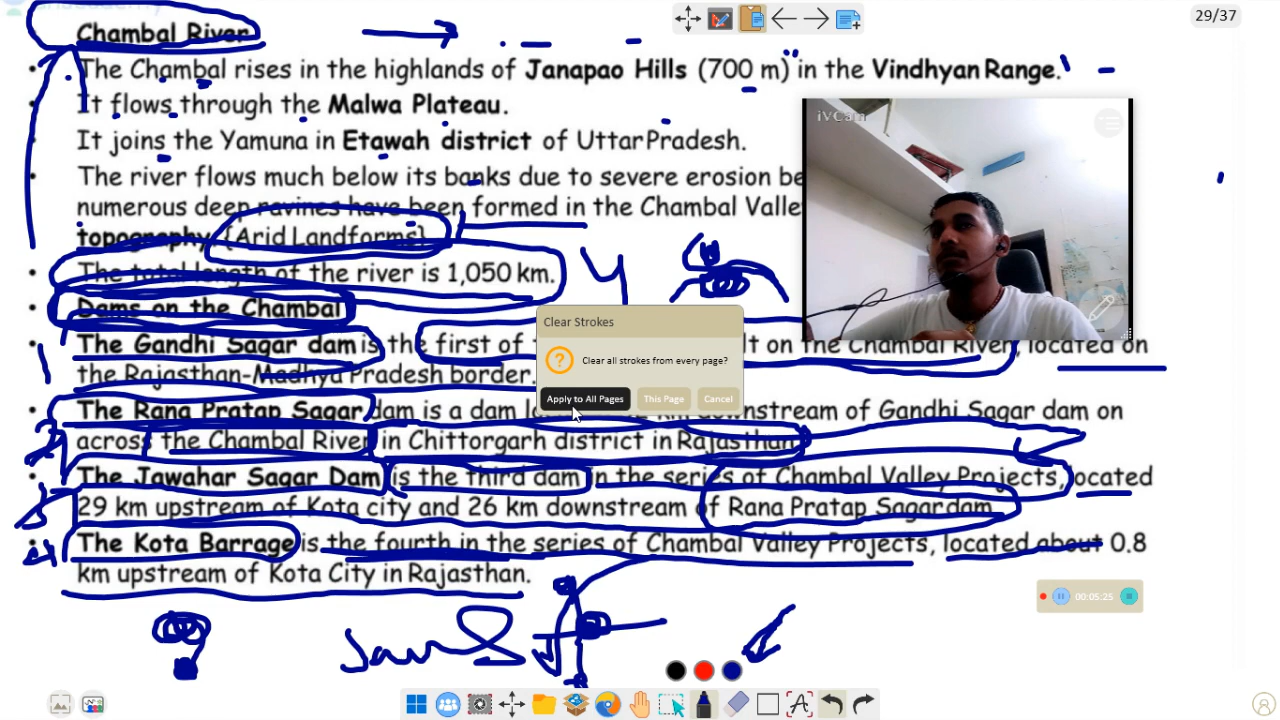 29/37
Chambal River
• The Chambal rises in the highlands of Janapao Hills (700 m) in the Vindhyan Range.
• It flows through the Malwa Plateau.
• It joins the Yamuna in Etawah district of Uttar Pradesh.
iVCam
• The river flows much below its banks due to severe erosion be
numerous deep ravines have been formed in the Chambal Valle
topography. {Arid Landforms}
• The total length of the river is 1,050 km.
• Dams on the Chambal
• The Gandhi Sagar dam is the first of lt on the Chambal River, located on
the Rajasthan-Madhya Pradesh border.
Clear Strokes
Clear all strokes from every page?
Apply to All Pages This Page Cancel
• The Rana Pratap Sagar dam is a dam km downstream of Gandhi Sagar dam on
across the Chambal River in Chittorgarh district in Rajasthan.
• The Jawahar Sagar Dam is the third dam in the series of Chambal Valley Projects, located
29 km upstream of Kota city and 26 km downstream of Rana Pratap Sagar dam.
• The Kota Barrage is the fourth in the series of Chambal Valley Projects, located about 0.8
km upstream of Kota City in Rajasthan.
00:05:25